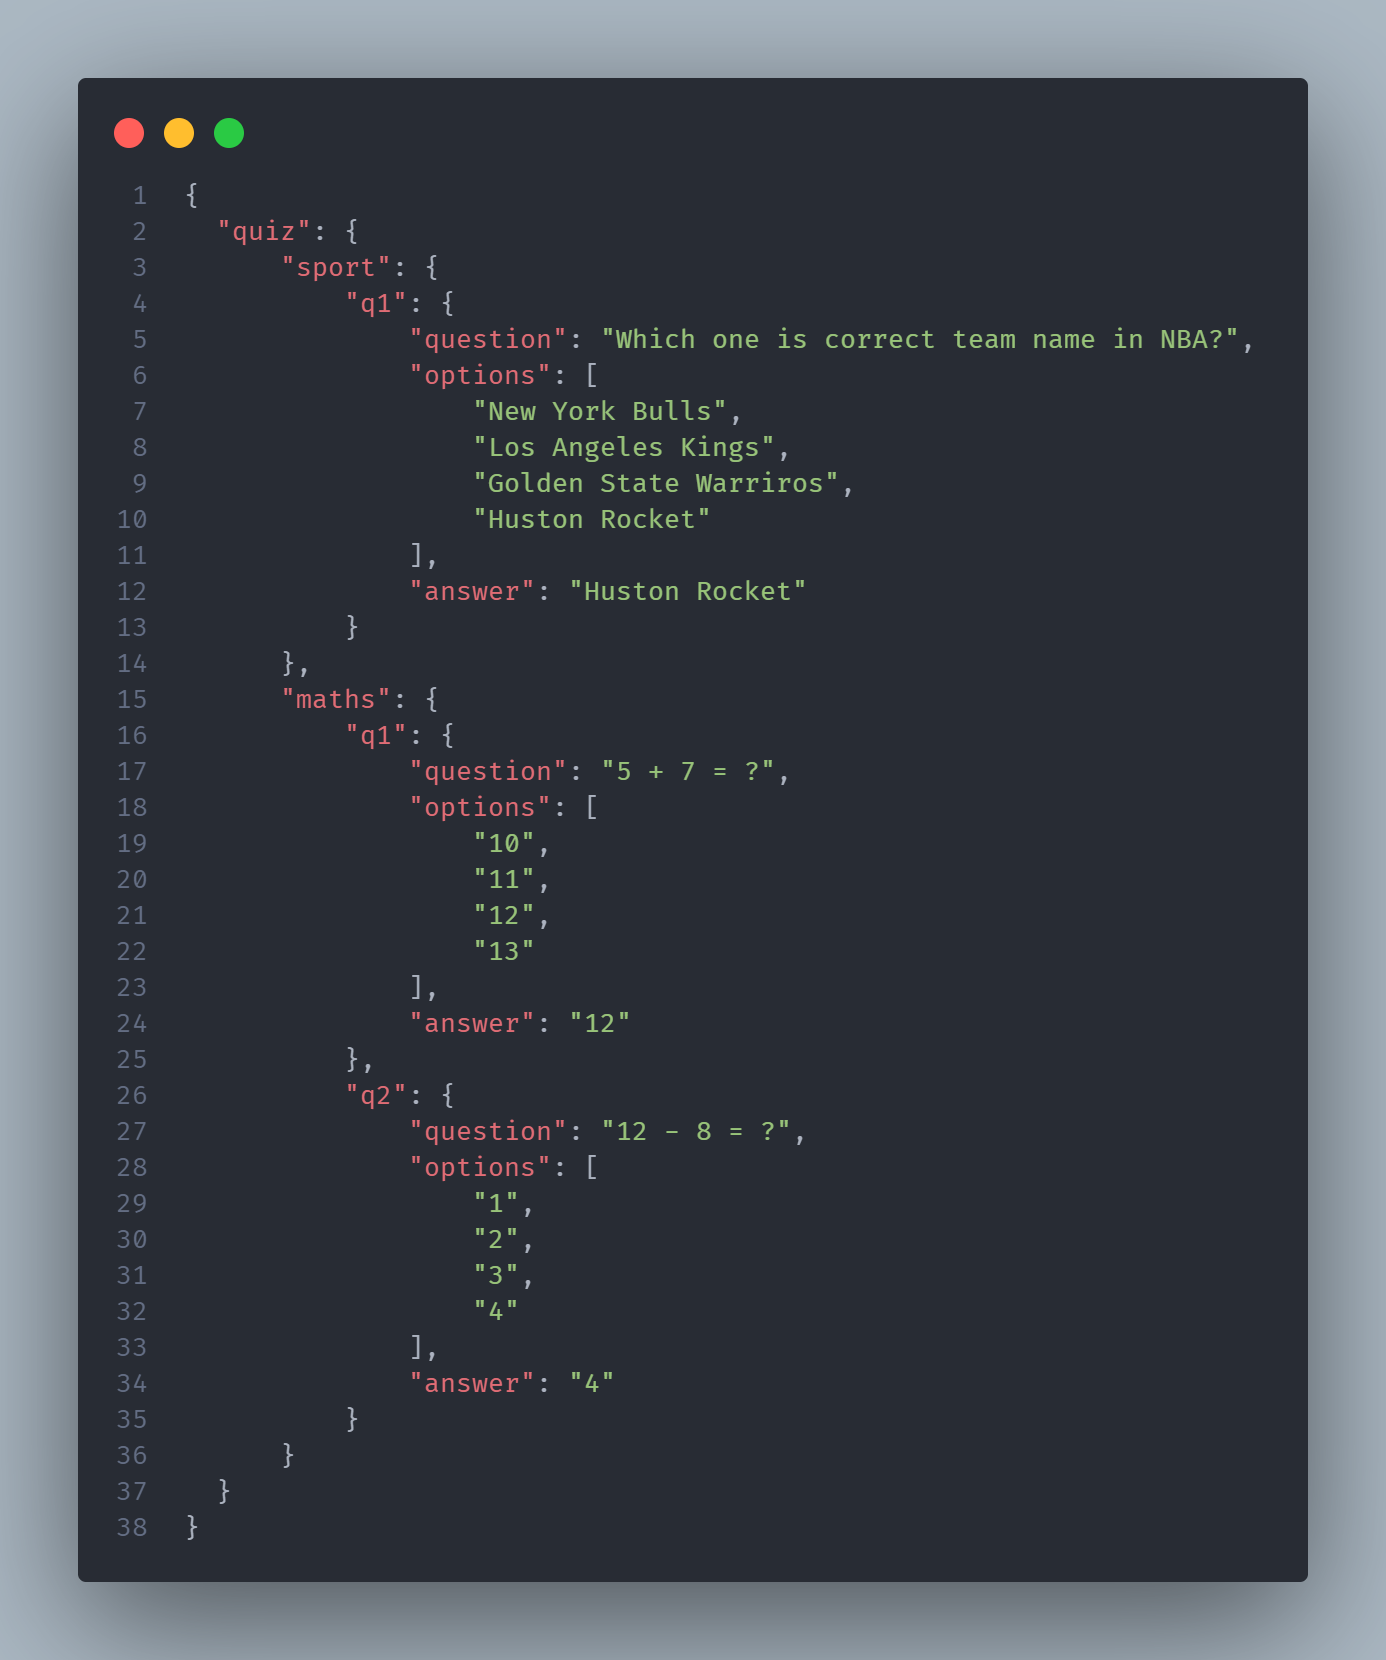 1 {
2   "quiz": {
3       "sport": {
4           "q1": {
5               "question": "Which one is correct team name in NBA?",
6               "options": [
7                   "New York Bulls",
8                   "Los Angeles Kings",
9                   "Golden State Warriros",
10                   "Huston Rocket"
11               ],
12               "answer": "Huston Rocket"
13           }
14       },
15       "maths": {
16           "q1": {
17               "question": "5 + 7 = ?",
18               "options": [
19                   "10",
20                   "11",
21                   "12",
22                   "13"
23               ],
24               "answer": "12"
25           },
26           "q2": {
27               "question": "12 - 8 = ?",
28               "options": [
29                   "1",
30                   "2",
31                   "3",
32                   "4"
33               ],
34               "answer": "4"
35           }
36       }
37   }
38 }